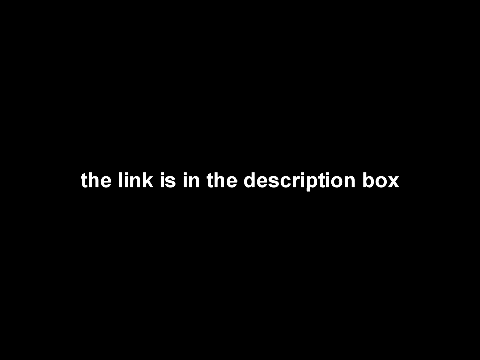 the link is in the description box